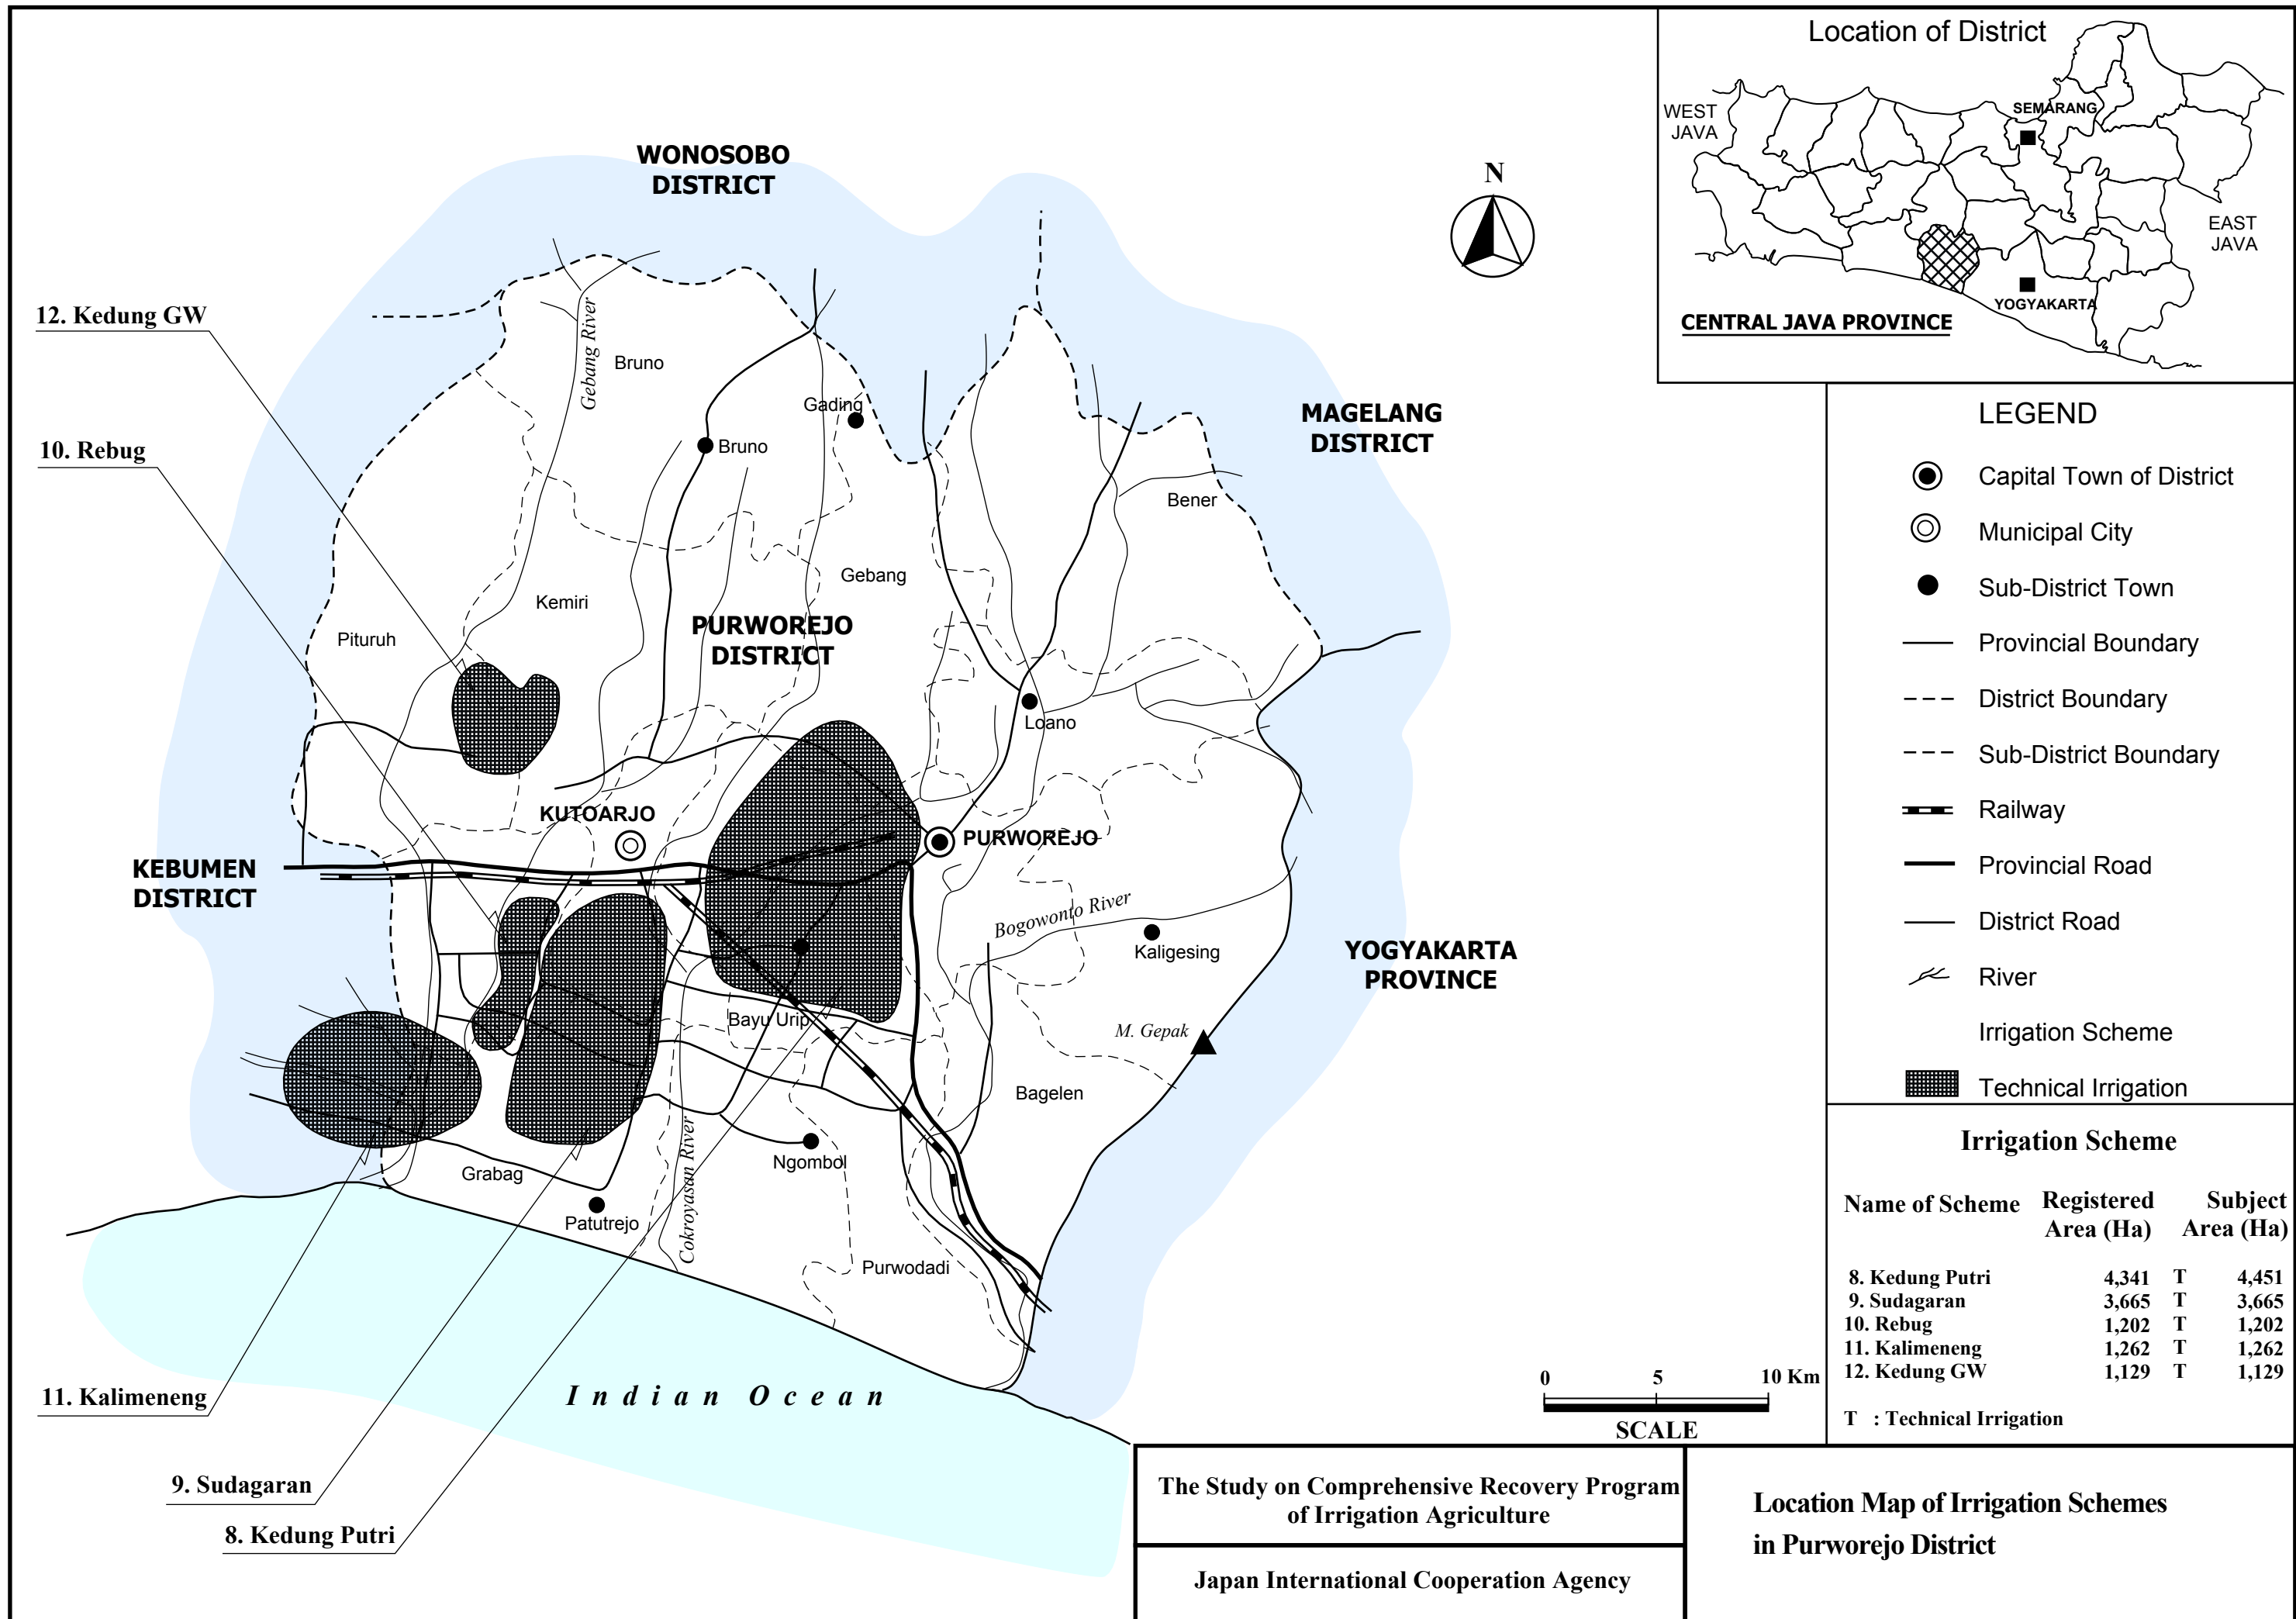 Location of District
WEST
JAVA
SEMARANG
EAST
JAVA
YOGYAKARTA
CENTRAL JAVA PROVINCE
WONOSOBO
DISTRICT
N
12. Kedung GW
Gebang River
Bruno
Gading
Bruno
10. Rebug
MAGELANG
DISTRICT
Bener
Gebang
Kemiri
PURWOREJO
DISTRICT
Pituruh
Loano
KUTOARJO
PURWOREJO
KEBUMEN
DISTRICT
Bogowonto River
Kaligesing
YOGYAKARTA
PROVINCE
Bayu Urip
M. Gepak
Bagelen
Ngombol
Grabag
Cokroyasan River
Patutrejo
Purwodadi
11. Kalimeneng
Indian Ocean
9. Sudagaran
8. Kedung Putri
0 5 10 Km
SCALE
LEGEND
Capital Town of District
Municipal City
Sub-District Town
Provincial Boundary
District Boundary
Sub-District Boundary
Railway
Provincial Road
District Road
River
Irrigation Scheme
Technical Irrigation
Irrigation Scheme
Name of Scheme Registered Subject
Area (Ha) Area (Ha)
8. Kedung Putri 4,341 T 4,451
9. Sudagaran 3,665 T 3,665
10. Rebug 1,202 T 1,202
11. Kalimeneng 1,262 T 1,262
12. Kedung GW 1,129 T 1,129
T : Technical Irrigation
The Study on Comprehensive Recovery Program
of Irrigation Agriculture
Japan International Cooperation Agency
Location Map of Irrigation Schemes
in Purworejo District